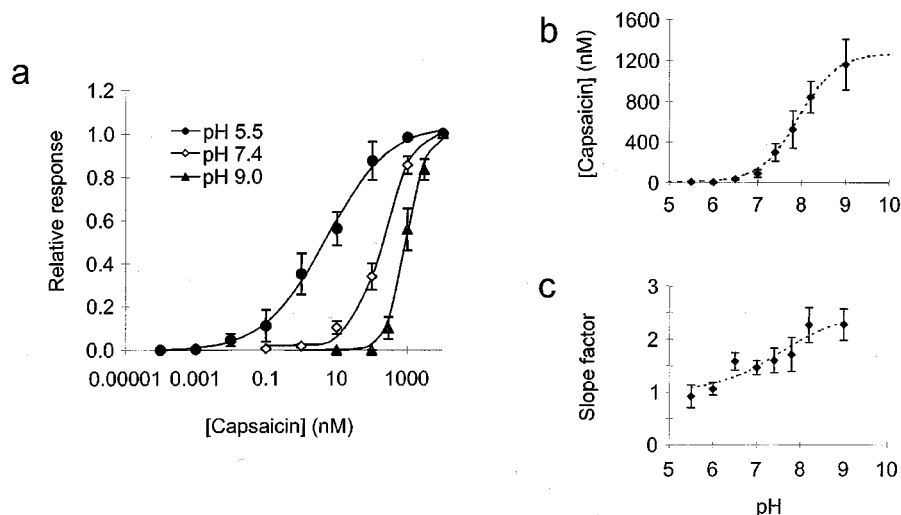 a
1.2
1.0
0.8
0.6
0.4
0.2
0.0
pH 5.5
pH 7.4
pH 9.0
Relative response
0.00001 0.001 0.1 10 1000
[Capsaicin] (nM)
b
1600
1200
800
400
0
[Capsaicin] (nM)
5 6 7 8 9 10
c
3
2
1
0
Slope factor
5 6 7 8 9 10
pH